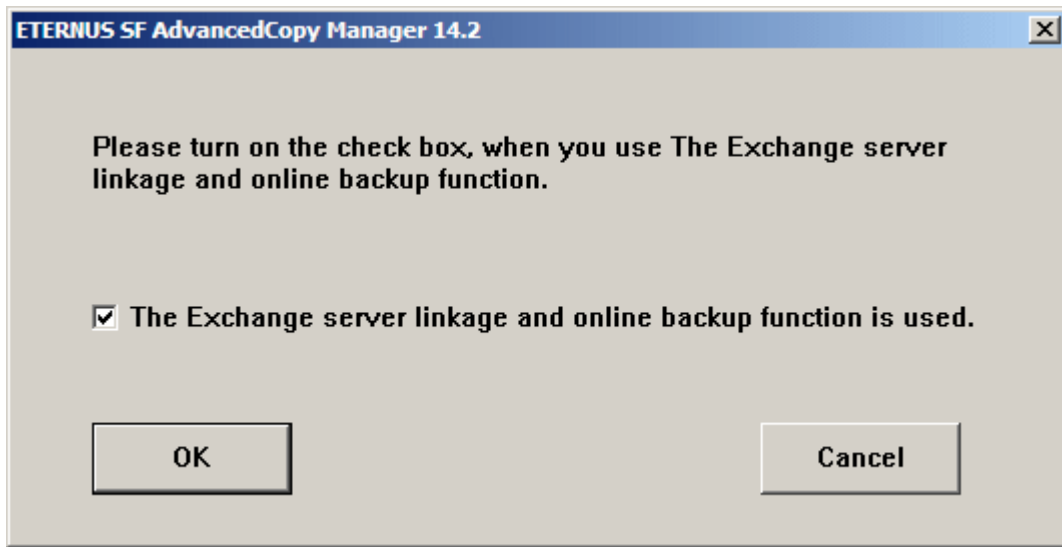 ETERNUS SF AdvancedCopy Manager 14.2
Please turn on the check box, when you use The Exchange server
linkage and online backup function.
The Exchange server linkage and online backup function is used.
OK
Cancel